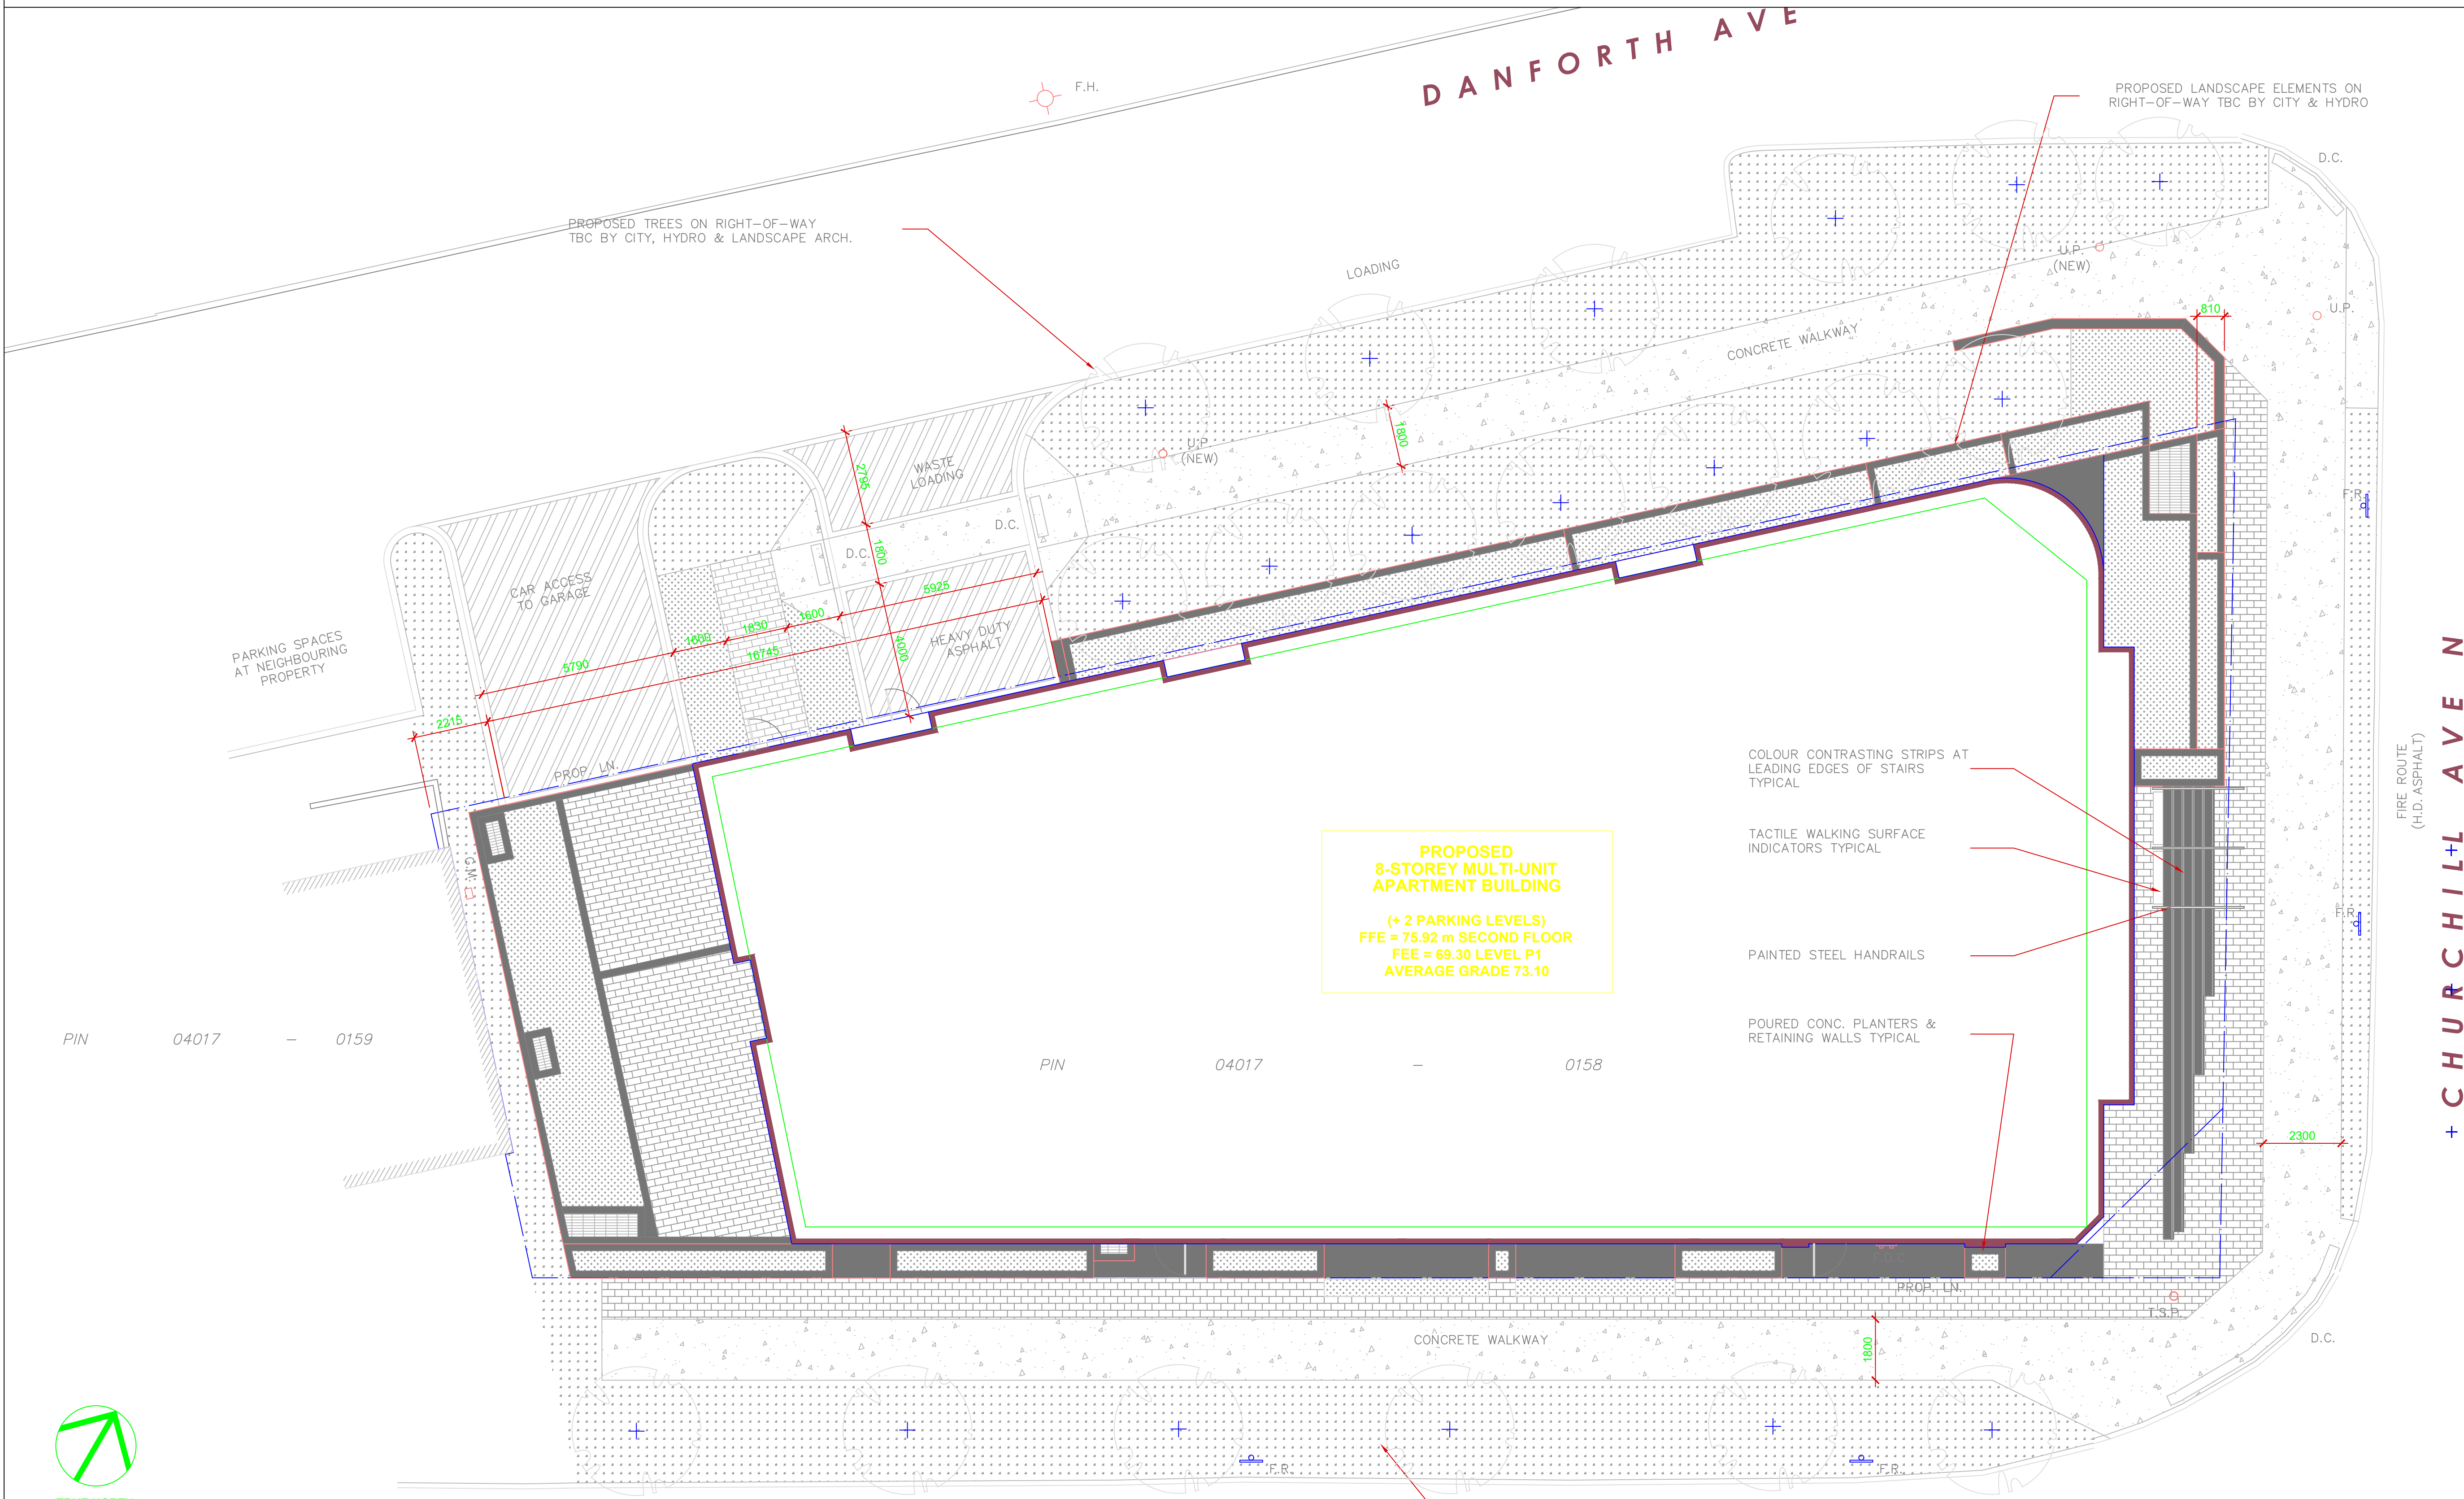 DANFORTH AVE
F.H.
PROPOSED LANDSCAPE ELEMENTS ON
RIGHT-OF-WAY TBC BY CITY & HYDRO
D.C.
PROPOSED TREES ON RIGHT-OF-WAY
TBC BY CITY, HYDRO & LANDSCAPE ARCH.
LOADING
U.P.
(NEW)
U.P.
810
CONCRETE WALKWAY
1800
U.P.
(NEW)
WASTE
LOADING
2795
D.C.
D.C.
1800
F.R.
CAR ACCESS
TO GARAGE
5925
1600
1830
1600
5790
16745
4000
HEAVY DUTY
ASPHALT
PARKING SPACES
AT NEIGHBOURING
PROPERTY
2215
PROP. LN.
G.M.
COLOUR CONTRASTING STRIPS AT
LEADING EDGES OF STAIRS
TYPICAL
TACTILE WALKING SURFACE
INDICATORS TYPICAL
PAINTED STEEL HANDRAILS
POURED CONC. PLANTERS &
RETAINING WALLS TYPICAL
PROPOSED
8-STOREY MULTI-UNIT
APARTMENT BUILDING
(+ 2 PARKING LEVELS)
FFE = 75.92 m SECOND FLOOR
FEE = 69.30 LEVEL P1
AVERAGE GRADE 73.10
FIRE ROUTE
(H.D. ASPHALT)
CHURCHILL AVE N
F.R.
PIN 04017 - 0159
PIN 04017 - 0158
2300
PROP. LN.
T.S.P.
D.C.
CONCRETE WALKWAY
1800
F.R.
F.R.